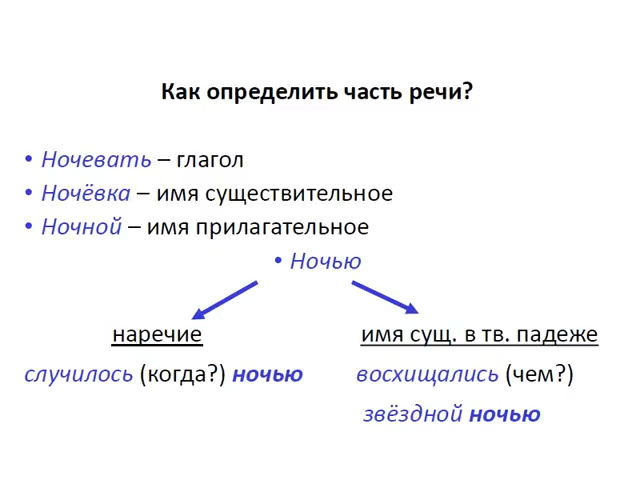 Как определить часть речи?
• Ночевать – глагол
• Ночёвка – имя существительное
• Ночной – имя прилагательное
• Ночью
наречие
имя сущ. в тв. падеже
случилось (когда?) ночью
восхищались (чем?)
звёздной ночью